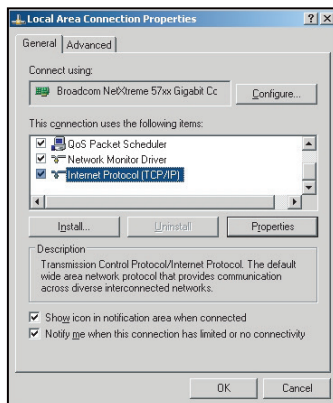 Local Area Connection Properties
General Advanced
Connect using:
Broadcom NetXtreme 57xx Gigabit Cc
Configure...
This connection uses the following items:
QoS Packet Scheduler
Network Monitor Driver
Internet Protocol (TCP/IP)
Install... Uninstall Properties
Description
Transmission Control Protocol/Internet Protocol. The default
wide area network protocol that provides communication
across diverse interconnected networks.
Show icon in notification area when connected
Notify me when this connection has limited or no connectivity
OK Cancel